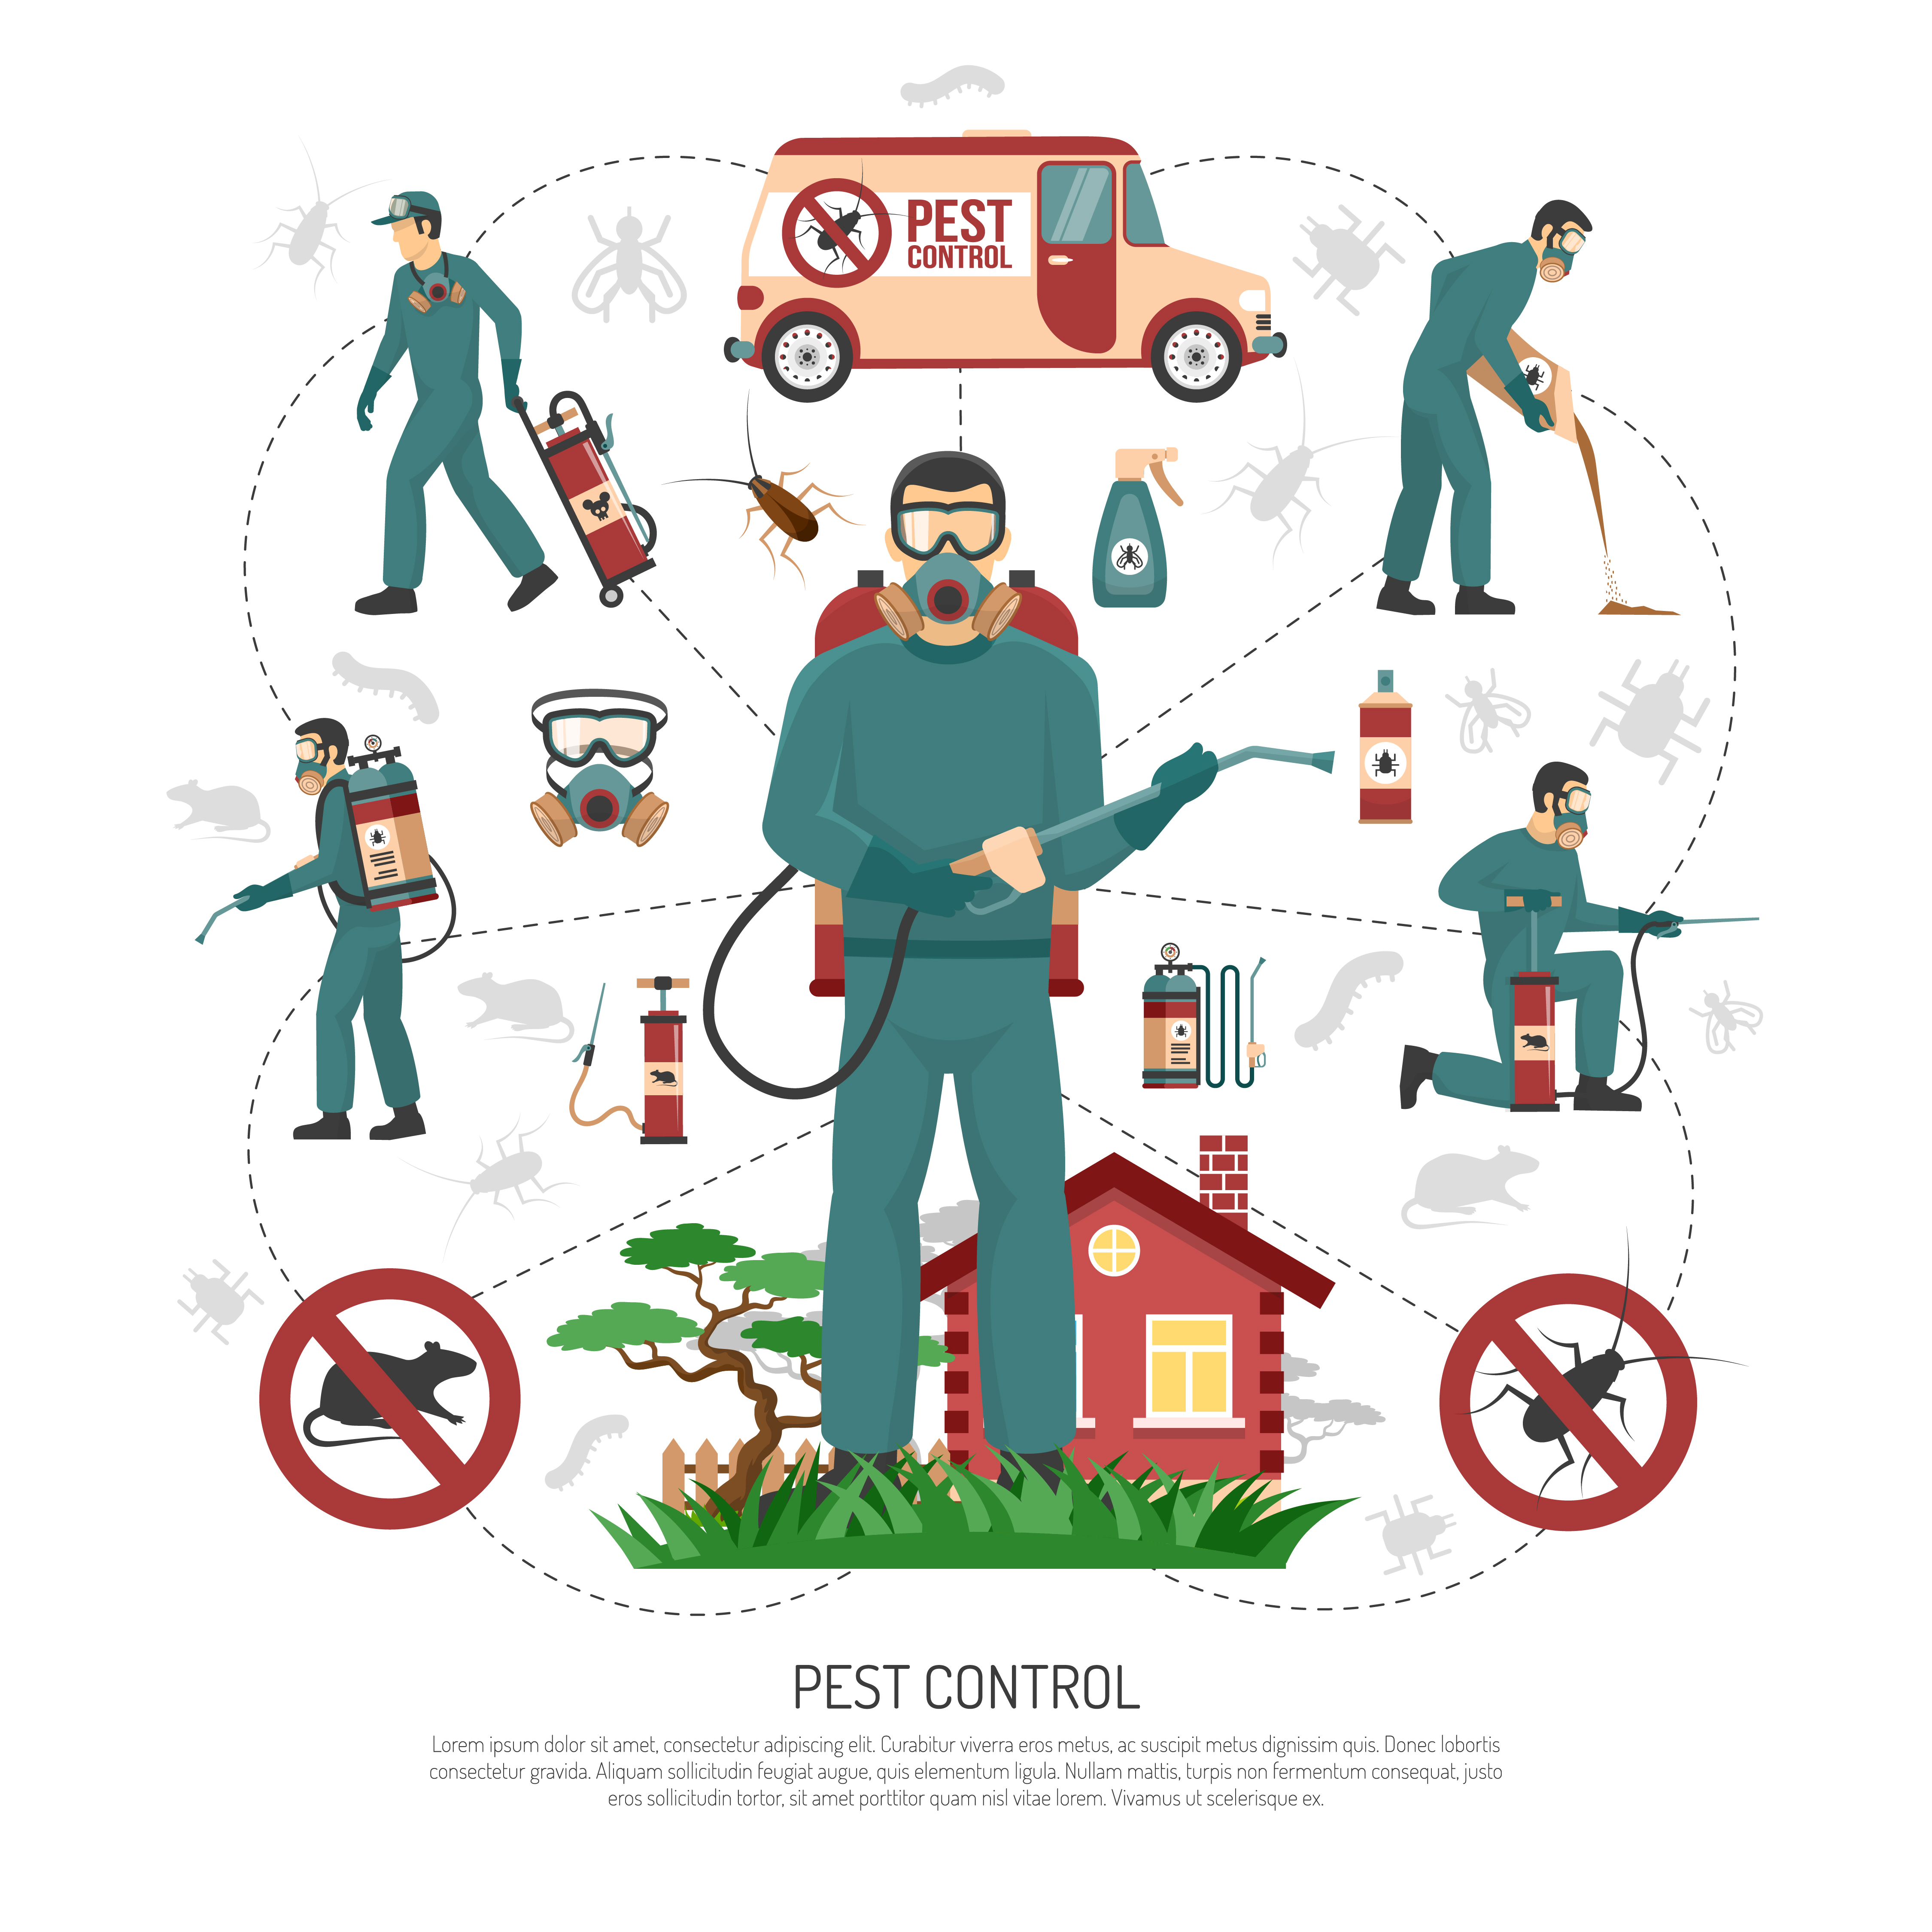 PEST
CONTROL
PEST CONTROL
Lorem ipsum dolor sit amet, consectetur adipiscing elit. Curabitur viverra eros metus, ac suscipit metus dignissim quis. Donec lobortis
consectetur gravida. Aliquam sollicitudin feugiat augue, quis elementum ligula. Nullam mattis, turpis non fermentum consequat, justo
eros sollicitudin tortor, sit amet porttitor quam nisl vitae lorem. Vivamus ut scelerisque ex.